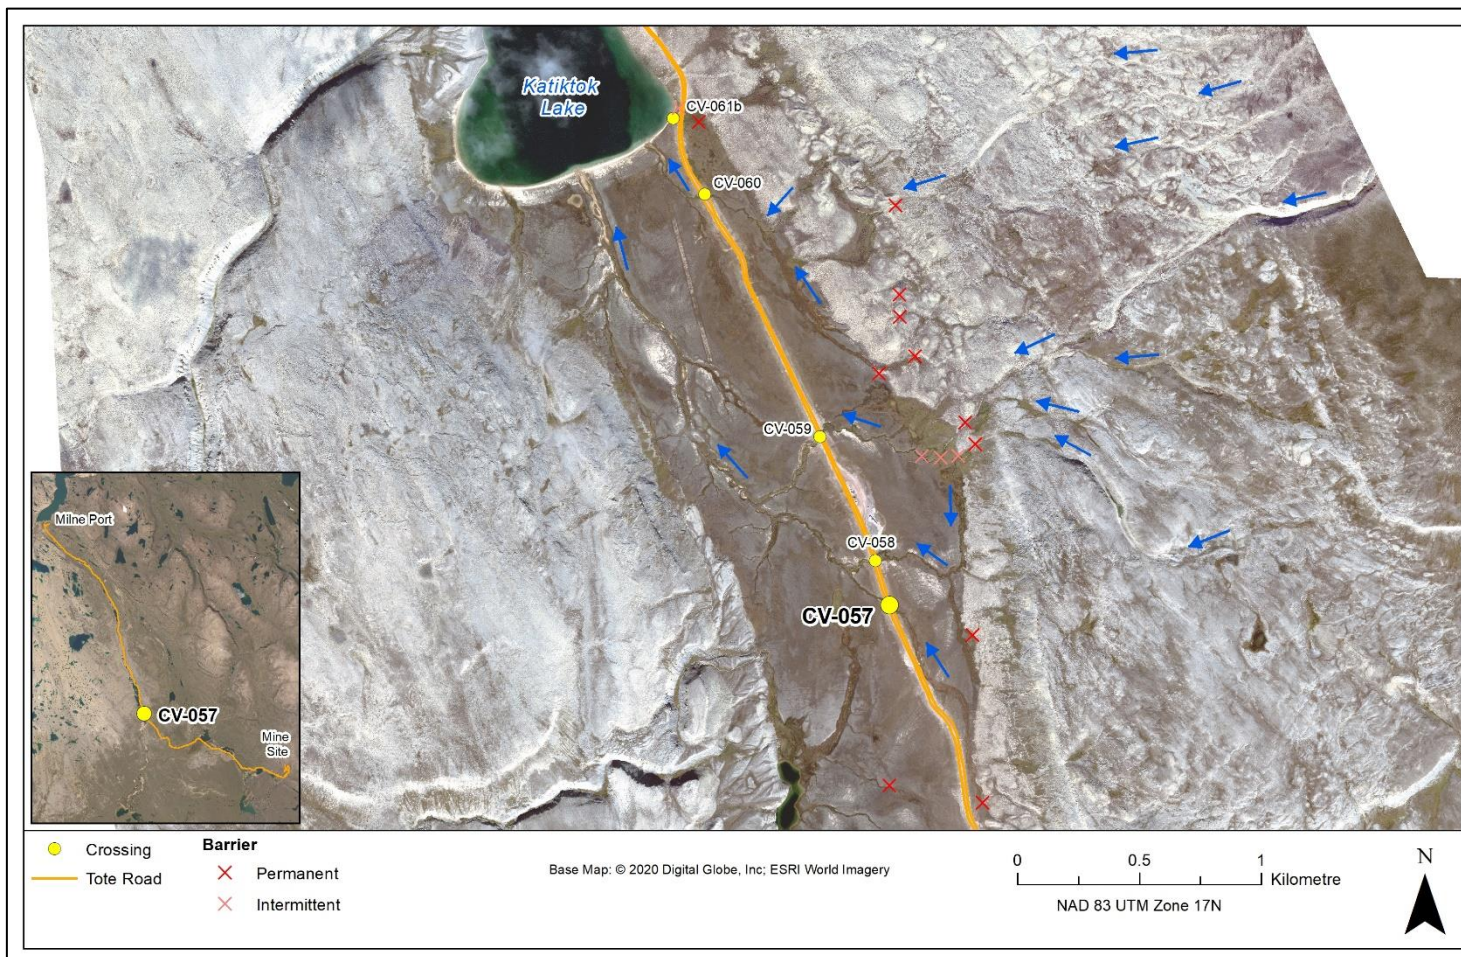 Katiktok
Lake
CV-061b
CV-060
CV-059
CV-058
CV-057
Milne Port
CV-057
Mine
Site
Crossing
Tote Road
Barrier
Permanent
Intermittent
Base Map: © 2020 Digital Globe, Inc; ESRI World Imagery
0 0.5 1
Kilometre
NAD 83 UTM Zone 17N
N